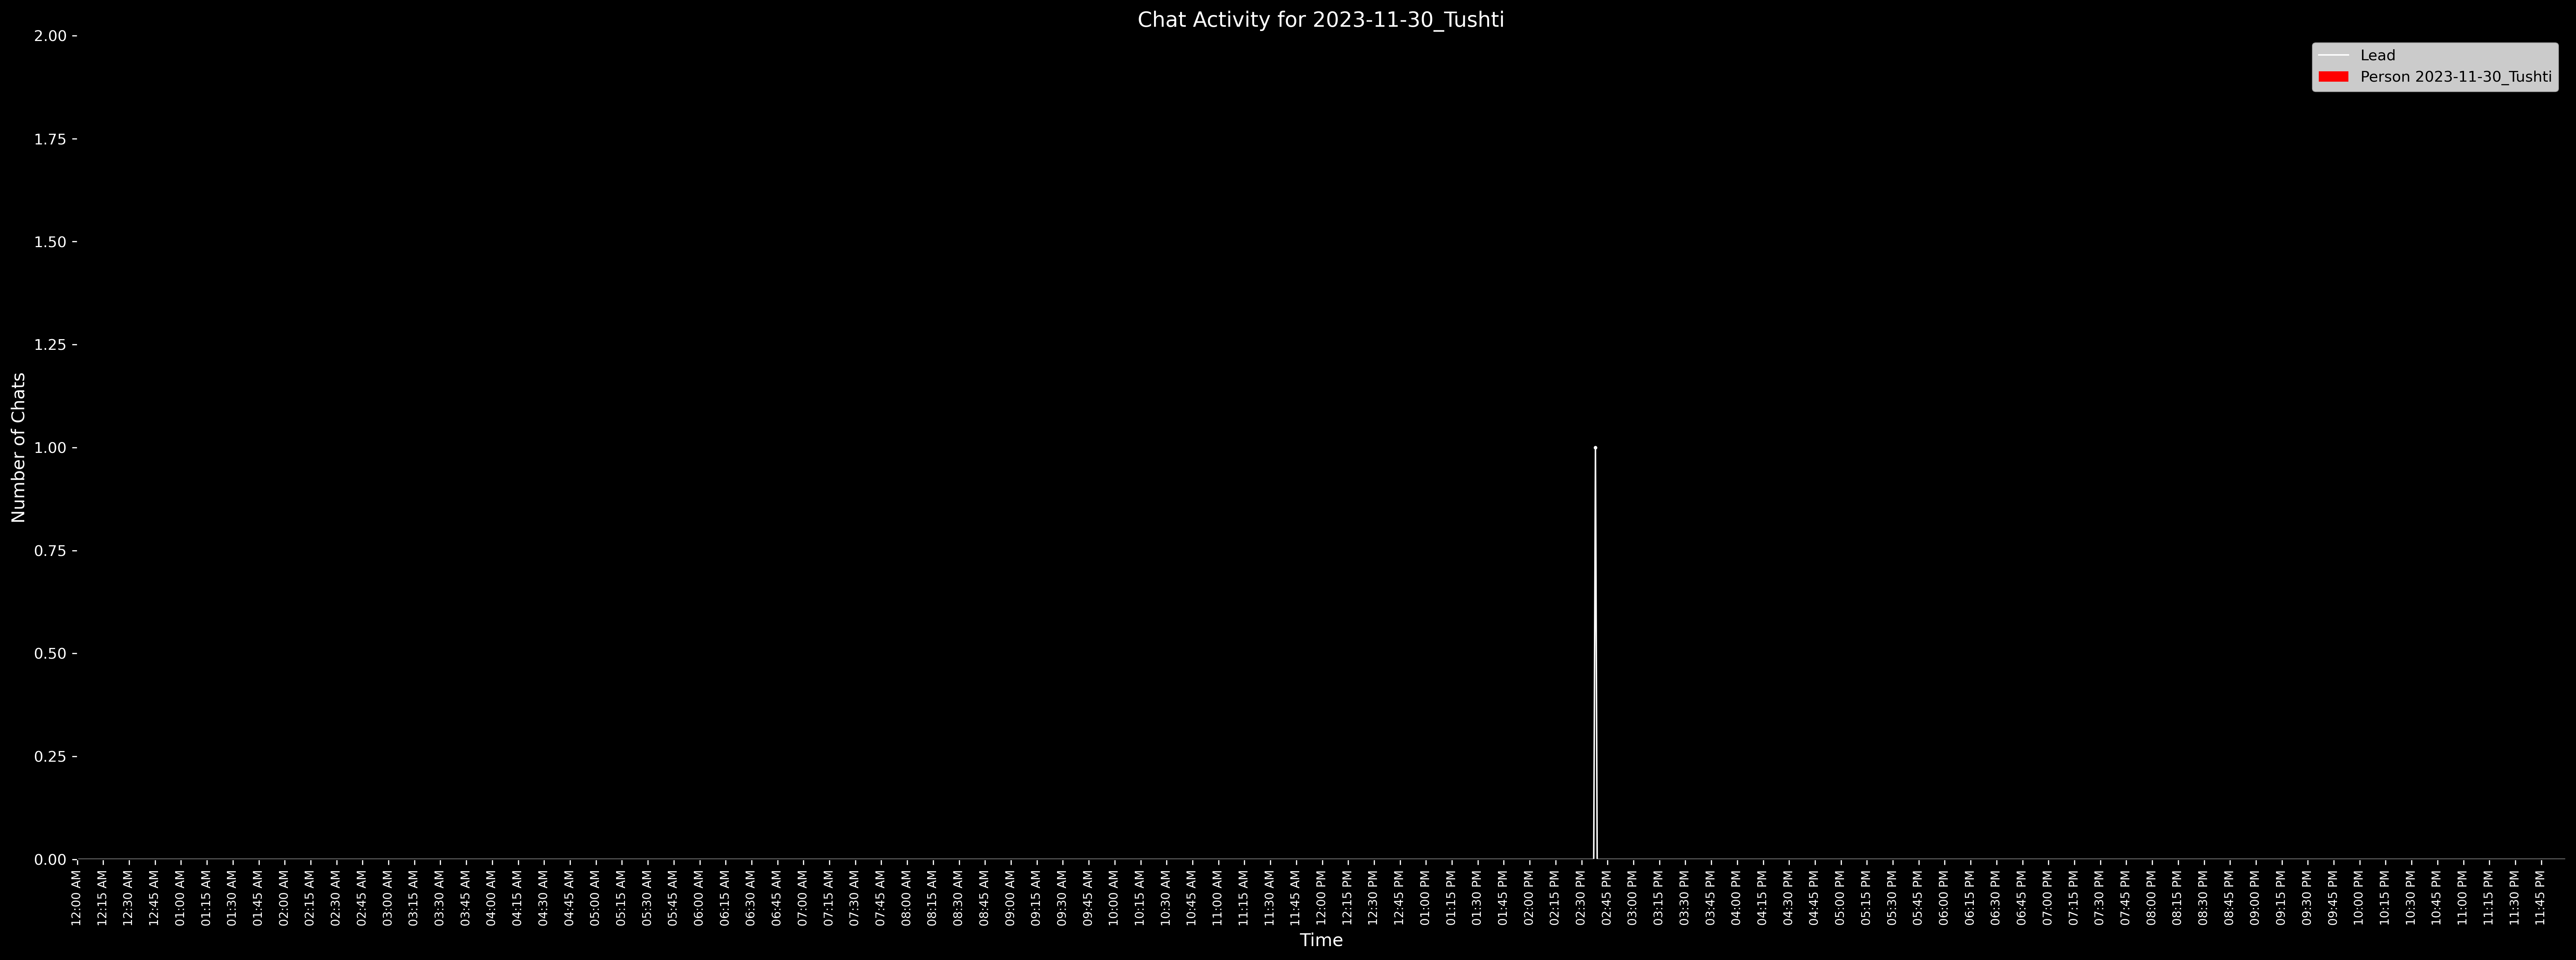 Chat Activity for 2023-11-30_Tushti
Lead
Person 2023-11-30_Tushti
Number of Chats
2.00
1.75
1.50
1.25
1.00
0.75
0.50
0.25
0.00
12:00 AM
12:15 AM
12:30 AM
12:45 AM
01:00 AM
01:15 AM
01:30 AM
01:45 AM
02:00 AM
02:15 AM
02:30 AM
02:45 AM
03:00 AM
03:15 AM
03:30 AM
03:45 AM
04:00 AM
04:15 AM
04:30 AM
04:45 AM
05:00 AM
05:15 AM
05:30 AM
05:45 AM
06:00 AM
06:15 AM
06:30 AM
06:45 AM
07:00 AM
07:15 AM
07:30 AM
07:45 AM
08:00 AM
08:15 AM
08:30 AM
08:45 AM
09:00 AM
09:15 AM
09:30 AM
09:45 AM
10:00 AM
10:15 AM
10:30 AM
10:45 AM
11:00 AM
11:15 AM
11:30 AM
11:45 AM
12:00 PM
12:15 PM
12:30 PM
12:45 PM
01:00 PM
01:15 PM
01:30 PM
01:45 PM
02:00 PM
02:15 PM
02:30 PM
02:45 PM
03:00 PM
03:15 PM
03:30 PM
03:45 PM
04:00 PM
04:15 PM
04:30 PM
04:45 PM
05:00 PM
05:15 PM
05:30 PM
05:45 PM
06:00 PM
06:15 PM
06:30 PM
06:45 PM
07:00 PM
07:15 PM
07:30 PM
07:45 PM
08:00 PM
08:15 PM
08:30 PM
08:45 PM
09:00 PM
09:15 PM
09:30 PM
09:45 PM
10:00 PM
10:15 PM
10:30 PM
10:45 PM
11:00 PM
11:15 PM
11:30 PM
11:45 PM
Time